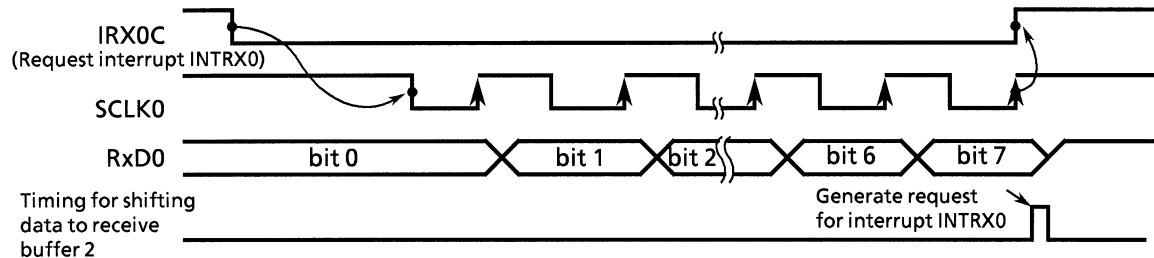 IRX0C
(Request interrupt INTRX0)
SCLK0
RxD0
bit 0
bit 1
bit 2
bit 6
bit 7
Timing for shifting
data to receive
buffer 2
Generate request
for interrupt INTRX0